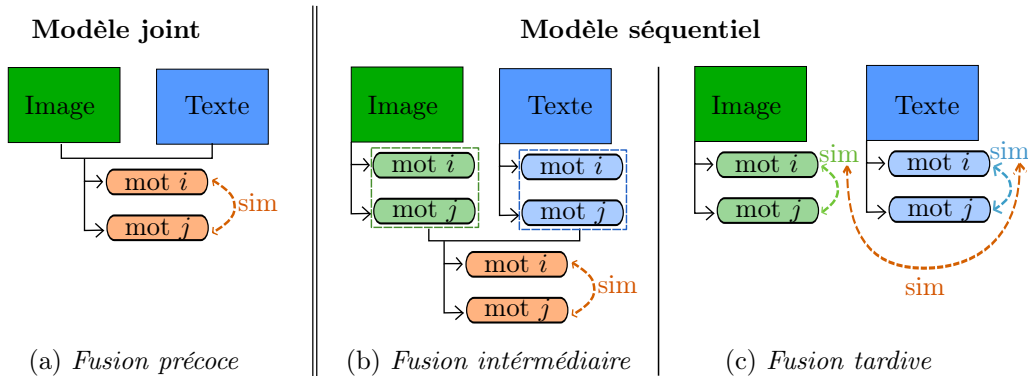 Modèle joint
Modèle séquentiel
Image
Texte
mot i
mot j
sim
(a) Fusion précoce
Image
Texte
mot i
mot j
mot i
mot j
mot i
mot j
sim
(b) Fusion intérmédiaire
Image
Texte
mot i
mot j
sim
mot i
mot j
sim
sim
(c) Fusion tardive